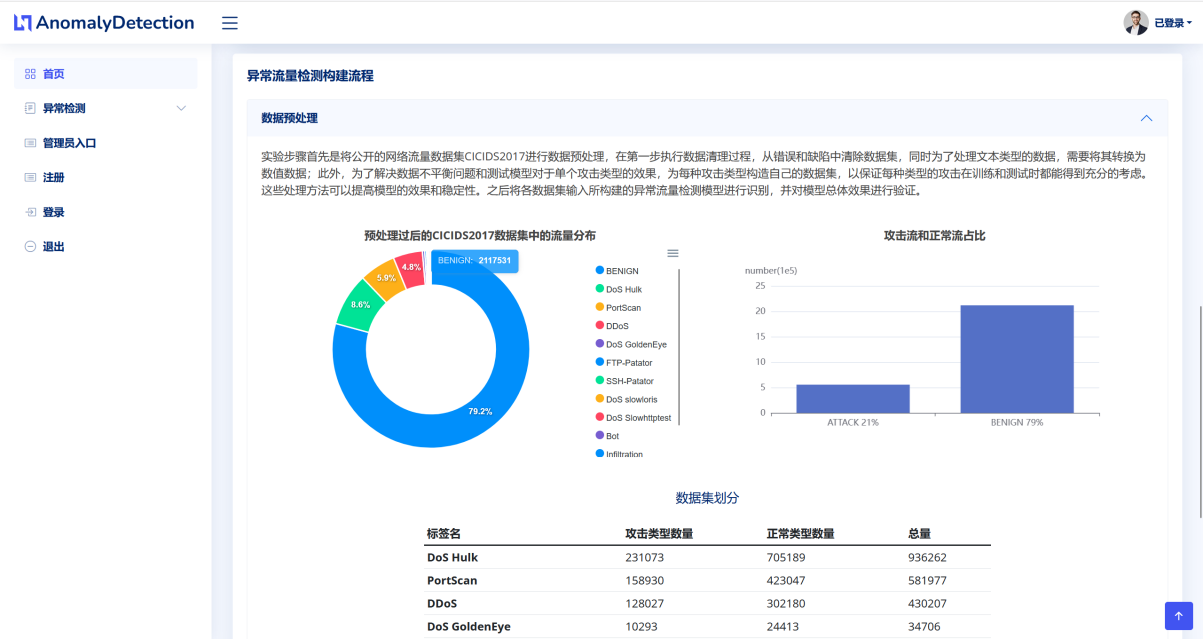 AnomalyDetection
已登录
首页
异常检测
管理员入口
注册
登录
退出
异常流量检测构建流程
数据预处理
实验步骤首先是将公开的网络流量数据集CICIDS2017进行数据预处理，在第一步执行数据清理过程，从错误和缺陷中清除数据集，同时为了处理文本类型的数据，需要将其转换为
数值数据；此外，为了解决数据不平衡问题和测试模型对于单个攻击类型的效果，为每种攻击类型构造自己的数据集，以保证每种类型的攻击在训练和测试时都能得到充分的考虑。
这些处理方法可以提高模型的效果和稳定性。之后将各数据集输入所构建的异常流量检测模型进行识别，并对模型总体效果进行验证。
预处理过后的CICIDS2017数据集中的流量分布
BENIGN: 2117531
4.8%
5.9%
8.6%
79.2%
BENIGN
DoS Hulk
PortScan
DDoS
DoS GoldenEye
FTP-Patator
SSH-Patator
DoS slowloris
DoS Slowhttptest
Bot
Infiltration
攻击流和正常流占比
number(1e5)
25
20
15
10
5
0
ATTACK 21% BENIGN 79%
数据集划分
标签名 攻击类型数量 正常类型数量 总量
DoS Hulk 231073 705189 936262
PortScan 158930 423047 581977
DDoS 128027 302180 430207
DoS GoldenEye 10293 24413 34706